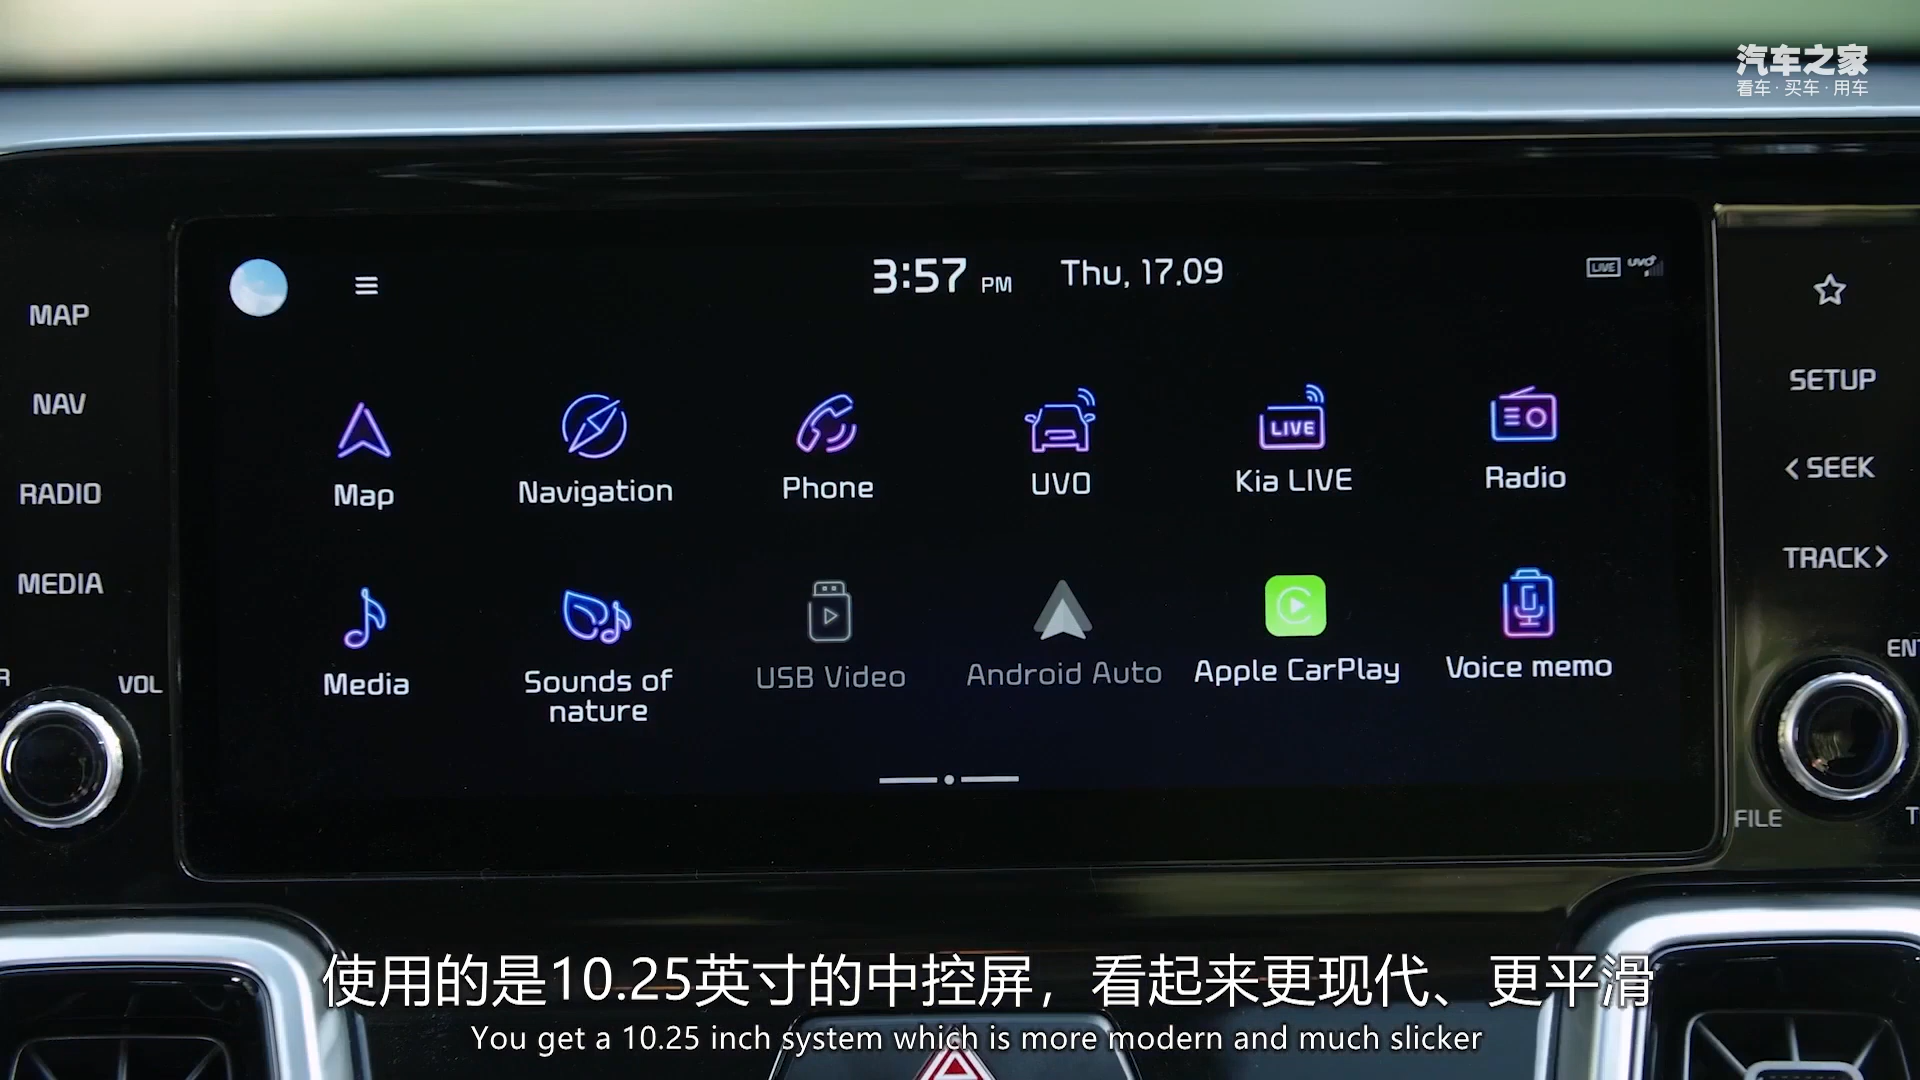 汽车之家
看车·买车·用车
3:57 PM Thu, 17.09
LIVE UVO
MAP
NAV
RADIO
MEDIA
VOL
Map
Navigation
Phone
UVO
LIVE
Kia LIVE
Radio
Media
Sounds of
nature
USB Video
Android Auto
Apple CarPlay
Voice memo
SETUP
< SEEK
TRACK >
FILE
使用的是10.25英寸的中控屏，看起来更现代、更平滑
You get a 10.25 inch system which is more modern and much slicker